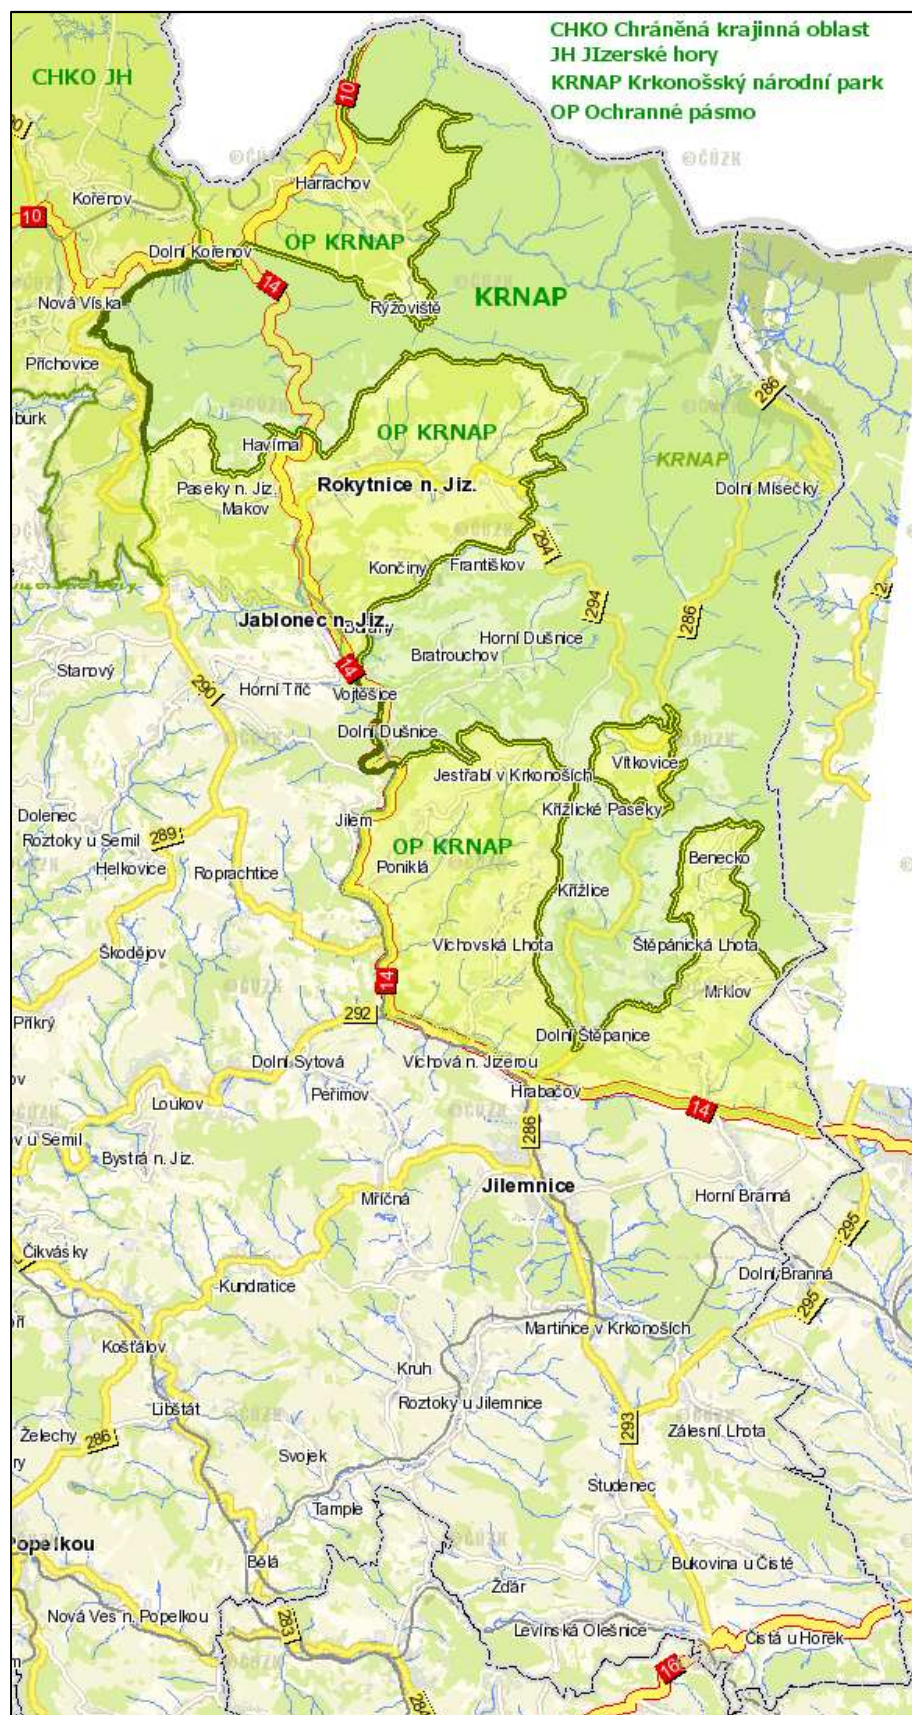 CHKO Chráněná krajinná oblast
JH JIzerské hory
KRNAP Krkonošský národní park
OP Ochranné pásmo
CHKO JH
10
©ČÚZK
©ČÚZK
Harrachov
Kořenov
10
OP KRNAP
Dolní Kořenov
14
KRNAP
Nová Víska
Rýžoviště
Příchovice
286
OP KRNAP
Havírna
KRNAP
Rokytnice n. Jiz.
Paseky n. Jiz.
Makov
Dolní Mísečky
294
Františkov
Končiny
294
286
Jablonec n. Jiz.
Horní Dušnice
Bratrouchov
Starový
14
290
Horní Tříč
Vojtěšice
Dolní Dušnice
Vítkovice
Jestřabí v Krkonoších
Křížlické Paseky
Dolenec
Jilem
289
Roztoky u Semil
OP KRNAP
Benecko
Helkovice
Roprachtice
Poniklá
Křížlice
Víchovská Lhota
Štěpánická Lhota
Škodějov
14
Mrklov
292
Příkrý
Dolní Štěpanice
Dolní Sytová
Víchová n. Jizerou
Peřimov
Hrabačov
Loukov
14
286
Bystrá n. Jiz.
Jilemnice
Mříčná
Horní Branná
295
Čikvásky
Dolní Branná
Kundratice
295
Martinice v Krkonoších
Košťálov
Kruh
Roztoky u Jilemnice
Libštát
293
Želechy
286
Zálesní Lhota
Svojek
Studenec
Tample
Popelkou
Bělá
Bukovina u Čisté
Žďár
Nová Ves n. Popelkou
283
Levínská Olešnice
Čistá u Horek
16
284